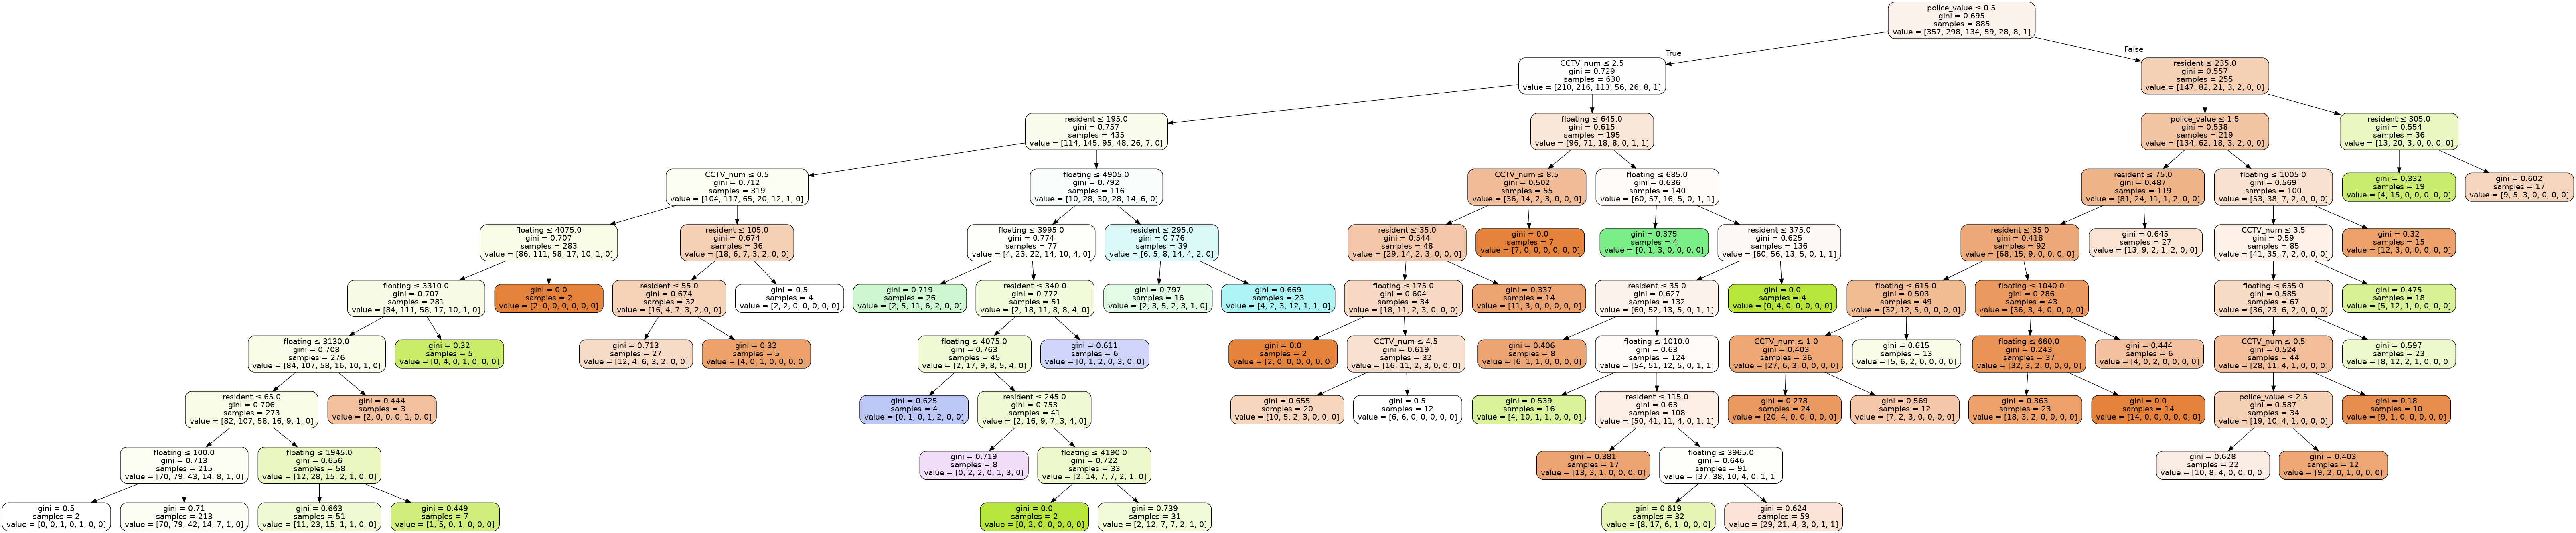 police_value ≤ 0.5
gini = 0.695
samples = 885
value = [357, 298, 134, 59, 28, 8, 1]
True
False
CCTV_num ≤ 2.5
gini = 0.729
samples = 630
value = [210, 216, 113, 56, 26, 8, 1]
resident ≤ 235.0
gini = 0.557
samples = 255
value = [147, 82, 21, 3, 2, 0, 0]
resident ≤ 195.0
gini = 0.757
samples = 435
value = [114, 145, 95, 48, 26, 7, 0]
floating ≤ 645.0
gini = 0.615
samples = 195
value = [96, 71, 18, 8, 0, 1, 1]
police_value ≤ 1.5
gini = 0.538
samples = 219
value = [134, 62, 18, 3, 2, 0, 0]
resident ≤ 305.0
gini = 0.554
samples = 36
value = [13, 20, 3, 0, 0, 0, 0]
CCTV_num ≤ 0.5
gini = 0.712
samples = 319
value = [104, 117, 65, 20, 12, 1, 0]
floating ≤ 4905.0
gini = 0.792
samples = 116
value = [10, 28, 30, 28, 14, 6, 0]
CCTV_num ≤ 8.5
gini = 0.502
samples = 55
value = [36, 14, 2, 3, 0, 0, 0]
floating ≤ 685.0
gini = 0.636
samples = 140
value = [60, 57, 16, 5, 0, 1, 1]
resident ≤ 75.0
gini = 0.487
samples = 119
value = [81, 24, 11, 1, 2, 0, 0]
floating ≤ 1005.0
gini = 0.569
samples = 100
value = [53, 38, 7, 2, 0, 0, 0]
gini = 0.332
samples = 19
value = [4, 15, 0, 0, 0, 0, 0]
gini = 0.602
samples = 17
value = [9, 5, 3, 0, 0, 0, 0]
floating ≤ 4075.0
gini = 0.707
samples = 283
value = [86, 111, 58, 17, 10, 1, 0]
resident ≤ 105.0
gini = 0.674
samples = 36
value = [18, 6, 7, 3, 2, 0, 0]
floating ≤ 3995.0
gini = 0.774
samples = 77
value = [4, 23, 22, 14, 10, 4, 0]
resident ≤ 295.0
gini = 0.776
samples = 39
value = [6, 5, 8, 14, 4, 2, 0]
resident ≤ 35.0
gini = 0.544
samples = 48
value = [29, 14, 2, 3, 0, 0, 0]
gini = 0.0
samples = 7
value = [7, 0, 0, 0, 0, 0, 0]
gini = 0.375
samples = 4
value = [0, 1, 3, 0, 0, 0, 0]
resident ≤ 375.0
gini = 0.625
samples = 136
value = [60, 56, 13, 5, 0, 1, 1]
resident ≤ 35.0
gini = 0.418
samples = 92
value = [68, 15, 9, 0, 0, 0, 0]
gini = 0.645
samples = 27
value = [13, 9, 2, 1, 2, 0, 0]
CCTV_num ≤ 3.5
gini = 0.59
samples = 85
value = [41, 35, 7, 2, 0, 0, 0]
gini = 0.32
samples = 15
value = [12, 3, 0, 0, 0, 0, 0]
floating ≤ 3310.0
gini = 0.707
samples = 281
value = [84, 111, 58, 17, 10, 1, 0]
gini = 0.0
samples = 2
value = [2, 0, 0, 0, 0, 0, 0]
resident ≤ 55.0
gini = 0.674
samples = 32
value = [16, 4, 7, 3, 2, 0, 0]
gini = 0.5
samples = 4
value = [2, 2, 0, 0, 0, 0, 0]
gini = 0.719
samples = 26
value = [2, 5, 11, 6, 2, 0, 0]
resident ≤ 340.0
gini = 0.772
samples = 51
value = [2, 18, 11, 8, 8, 4, 0]
gini = 0.797
samples = 16
value = [2, 3, 5, 2, 3, 1, 0]
gini = 0.669
samples = 23
value = [4, 2, 3, 12, 1, 1, 0]
floating ≤ 175.0
gini = 0.604
samples = 34
value = [18, 11, 2, 3, 0, 0, 0]
gini = 0.337
samples = 14
value = [11, 3, 0, 0, 0, 0, 0]
resident ≤ 35.0
gini = 0.627
samples = 132
value = [60, 52, 13, 5, 0, 1, 1]
gini = 0.0
samples = 4
value = [0, 4, 0, 0, 0, 0, 0]
floating ≤ 615.0
gini = 0.503
samples = 49
value = [32, 12, 5, 0, 0, 0, 0]
floating ≤ 1040.0
gini = 0.286
samples = 43
value = [36, 3, 4, 0, 0, 0, 0]
floating ≤ 655.0
gini = 0.585
samples = 67
value = [36, 23, 6, 2, 0, 0, 0]
gini = 0.475
samples = 18
value = [5, 12, 1, 0, 0, 0, 0]
floating ≤ 3130.0
gini = 0.708
samples = 276
value = [84, 107, 58, 16, 10, 1, 0]
gini = 0.32
samples = 5
value = [0, 4, 0, 1, 0, 0, 0]
gini = 0.713
samples = 27
value = [12, 4, 6, 3, 2, 0, 0]
gini = 0.32
samples = 5
value = [4, 0, 1, 0, 0, 0, 0]
floating ≤ 4075.0
gini = 0.763
samples = 45
value = [2, 17, 9, 8, 5, 4, 0]
gini = 0.611
samples = 6
value = [0, 1, 2, 0, 3, 0, 0]
gini = 0.0
samples = 2
value = [2, 0, 0, 0, 0, 0, 0]
CCTV_num ≤ 4.5
gini = 0.619
samples = 32
value = [16, 11, 2, 3, 0, 0, 0]
gini = 0.406
samples = 8
value = [6, 1, 1, 0, 0, 0, 0]
floating ≤ 1010.0
gini = 0.63
samples = 124
value = [54, 51, 12, 5, 0, 1, 1]
CCTV_num ≤ 1.0
gini = 0.403
samples = 36
value = [27, 6, 3, 0, 0, 0, 0]
gini = 0.615
samples = 13
value = [5, 6, 2, 0, 0, 0, 0]
floating ≤ 660.0
gini = 0.243
samples = 37
value = [32, 3, 2, 0, 0, 0, 0]
gini = 0.444
samples = 6
value = [4, 0, 2, 0, 0, 0, 0]
CCTV_num ≤ 0.5
gini = 0.524
samples = 44
value = [28, 11, 4, 1, 0, 0, 0]
gini = 0.597
samples = 23
value = [8, 12, 2, 1, 0, 0, 0]
resident ≤ 65.0
gini = 0.706
samples = 273
value = [82, 107, 58, 16, 9, 1, 0]
gini = 0.444
samples = 3
value = [2, 0, 0, 0, 1, 0, 0]
gini = 0.625
samples = 4
value = [0, 1, 0, 1, 2, 0, 0]
resident ≤ 245.0
gini = 0.753
samples = 41
value = [2, 16, 9, 7, 3, 4, 0]
gini = 0.655
samples = 20
value = [10, 5, 2, 3, 0, 0, 0]
gini = 0.5
samples = 12
value = [6, 6, 0, 0, 0, 0, 0]
gini = 0.539
samples = 16
value = [4, 10, 1, 1, 0, 0, 0]
resident ≤ 115.0
gini = 0.63
samples = 108
value = [50, 41, 11, 4, 0, 1, 1]
gini = 0.278
samples = 24
value = [20, 4, 0, 0, 0, 0, 0]
gini = 0.569
samples = 12
value = [7, 2, 3, 0, 0, 0, 0]
gini = 0.363
samples = 23
value = [18, 3, 2, 0, 0, 0, 0]
gini = 0.0
samples = 14
value = [14, 0, 0, 0, 0, 0, 0]
police_value ≤ 2.5
gini = 0.587
samples = 34
value = [19, 10, 4, 1, 0, 0, 0]
gini = 0.18
samples = 10
value = [9, 1, 0, 0, 0, 0, 0]
floating ≤ 100.0
gini = 0.713
samples = 215
value = [70, 79, 43, 14, 8, 1, 0]
floating ≤ 1945.0
gini = 0.656
samples = 58
value = [12, 28, 15, 2, 1, 0, 0]
gini = 0.719
samples = 8
value = [0, 2, 2, 0, 1, 3, 0]
floating ≤ 4190.0
gini = 0.722
samples = 33
value = [2, 14, 7, 7, 2, 1, 0]
gini = 0.381
samples = 17
value = [13, 3, 1, 0, 0, 0, 0]
floating ≤ 3965.0
gini = 0.646
samples = 91
value = [37, 38, 10, 4, 0, 1, 1]
gini = 0.628
samples = 22
value = [10, 8, 4, 0, 0, 0, 0]
gini = 0.403
samples = 12
value = [9, 2, 0, 1, 0, 0, 0]
gini = 0.5
samples = 2
value = [0, 0, 1, 0, 1, 0, 0]
gini = 0.71
samples = 213
value = [70, 79, 42, 14, 7, 1, 0]
gini = 0.663
samples = 51
value = [11, 23, 15, 1, 1, 0, 0]
gini = 0.449
samples = 7
value = [1, 5, 0, 1, 0, 0, 0]
gini = 0.0
samples = 2
value = [0, 2, 0, 0, 0, 0, 0]
gini = 0.739
samples = 31
value = [2, 12, 7, 7, 2, 1, 0]
gini = 0.619
samples = 32
value = [8, 17, 6, 1, 0, 0, 0]
gini = 0.624
samples = 59
value = [29, 21, 4, 3, 0, 1, 1]